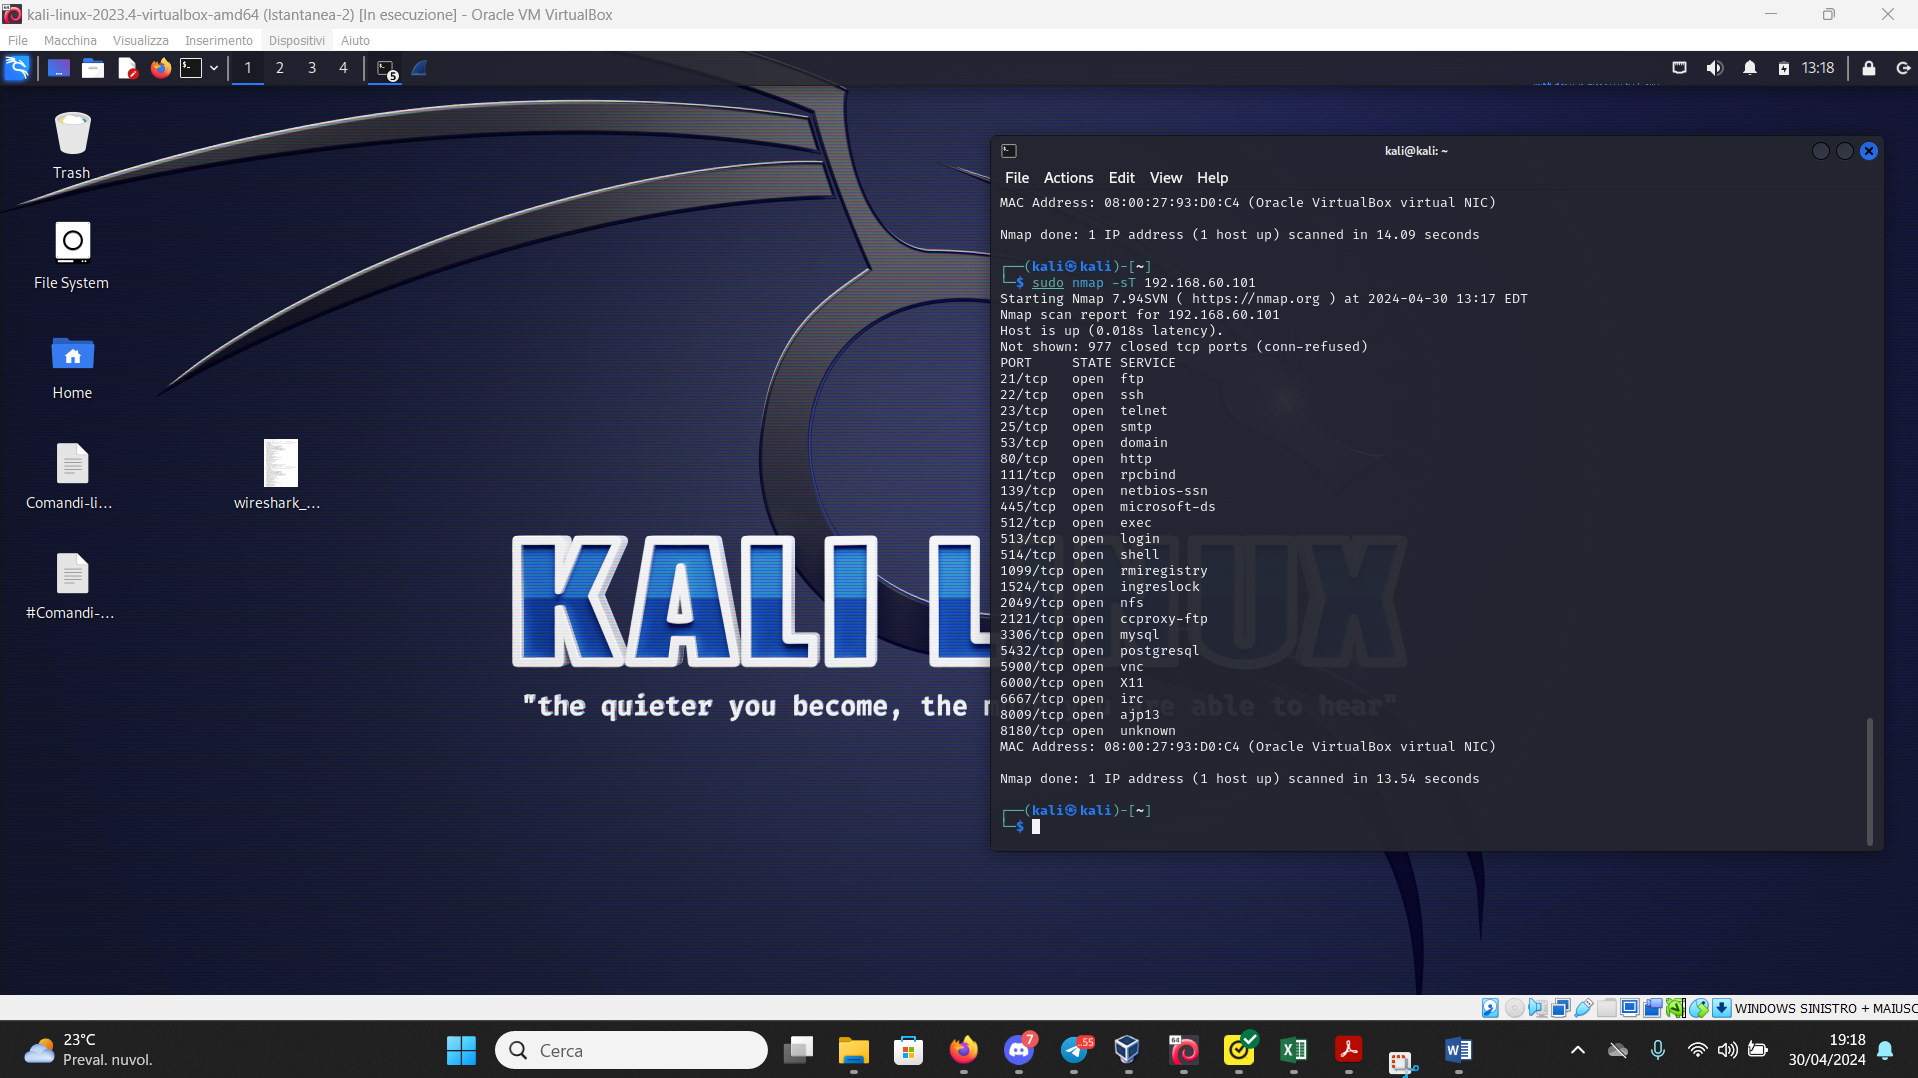 kali-linux-2023.4-virtualbox-amd64 (Istantanea-2) [In esecuzione] - Oracle VM VirtualBox
File Macchina Visualizza Inserimento Dispositivi Aiuto
1 2 3 4 5 13:18
Trash
File System
Home
Comandi-li...
wireshark_...
#Comandi-...
KALI L UX
"the quieter you become, the m you are able to hear"
kali@kali: ~
File Actions Edit View Help
MAC Address: 08:00:27:93:D0:C4 (Oracle VirtualBox virtual NIC)
Nmap done: 1 IP address (1 host up) scanned in 14.09 seconds
┌──(kali㉿kali)-[~]
└─$ sudo nmap -sT 192.168.60.101
Starting Nmap 7.94SVN ( https://nmap.org ) at 2024-04-30 13:17 EDT
Nmap scan report for 192.168.60.101
Host is up (0.018s latency).
Not shown: 977 closed tcp ports (conn-refused)
PORT     STATE SERVICE
21/tcp   open  ftp
22/tcp   open  ssh
23/tcp   open  telnet
25/tcp   open  smtp
53/tcp   open  domain
80/tcp   open  http
111/tcp  open  rpcbind
139/tcp  open  netbios-ssn
445/tcp  open  microsoft-ds
512/tcp  open  exec
513/tcp  open  login
514/tcp  open  shell
1099/tcp open  rmiregistry
1524/tcp open  ingreslock
2049/tcp open  nfs
2121/tcp open  ccproxy-ftp
3306/tcp open  mysql
5432/tcp open  postgresql
5900/tcp open  vnc
6000/tcp open  X11
6667/tcp open  irc
8009/tcp open  ajp13
8180/tcp open  unknown
MAC Address: 08:00:27:93:D0:C4 (Oracle VirtualBox virtual NIC)
Nmap done: 1 IP address (1 host up) scanned in 13.54 seconds
┌──(kali㉿kali)-[~]
└─$
WINDOWS SINISTRO + MAIUSC
23°C
Preval. nuvol.
Cerca
7
..55
64
19:18
30/04/2024